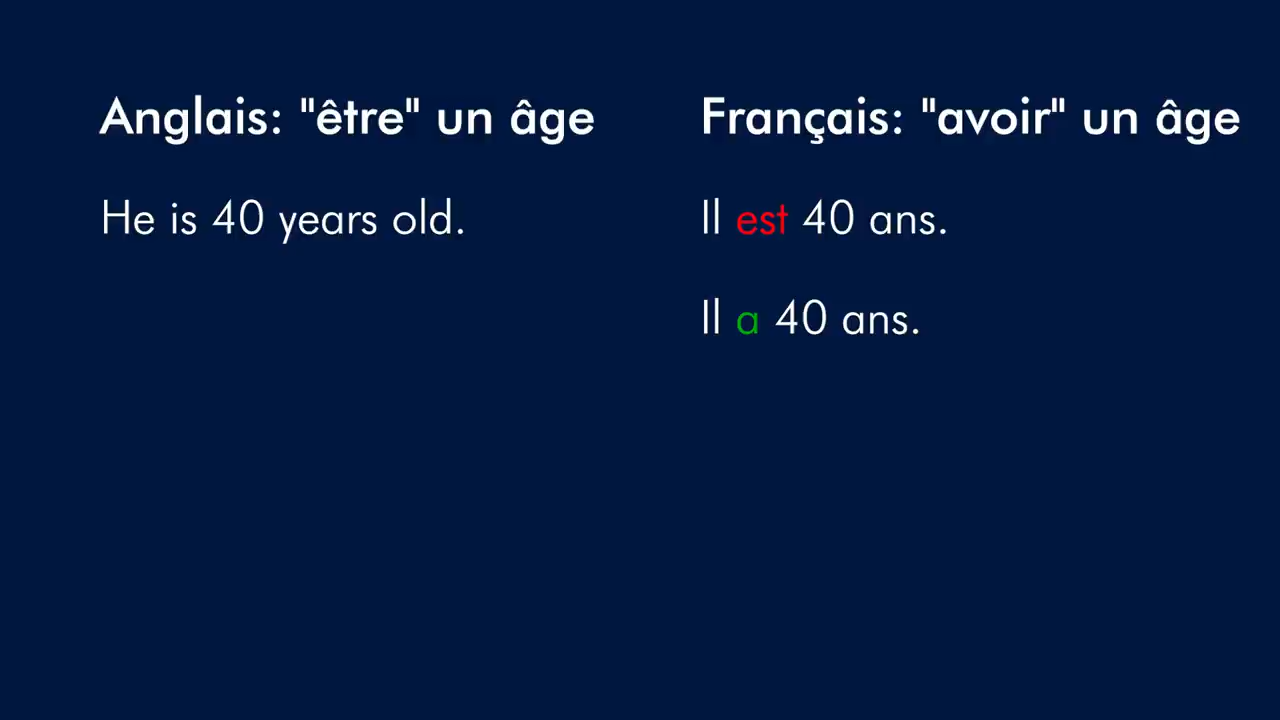 Anglais: "être" un âge
He is 40 years old.
Français: "avoir" un âge
Il est 40 ans.
Il a 40 ans.